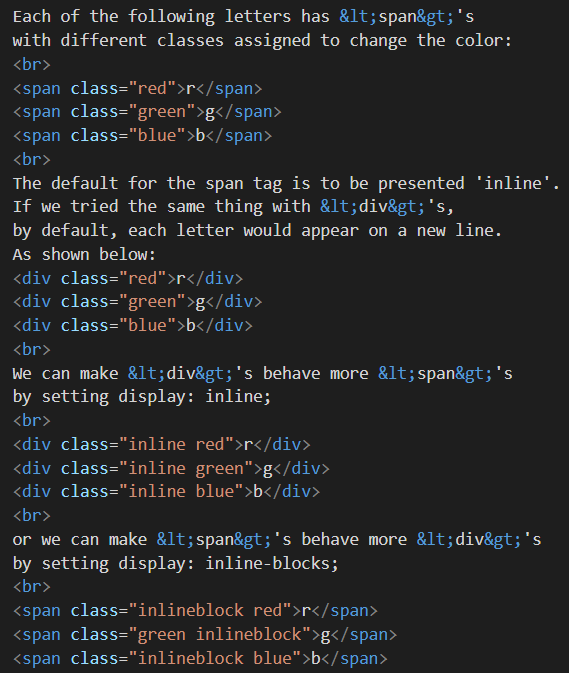 Each of the following letters has &lt;span&gt;'s
with different classes assigned to change the color:
<br>
<span class="red">r</span>
<span class="green">g</span>
<span class="blue">b</span>
<br>
The default for the span tag is to be presented 'inline'.
If we tried the same thing with &lt;div&gt;'s,
by default, each letter would appear on a new line.
As shown below:
<div class="red">r</div>
<div class="green">g</div>
<div class="blue">b</div>
<br>
We can make &lt;div&gt;'s behave more &lt;span&gt;'s
by setting display: inline;
<br>
<div class="inline red">r</div>
<div class="inline green">g</div>
<div class="inline blue">b</div>
<br>
or we can make &lt;span&gt;'s behave more &lt;div&gt;'s
by setting display: inline-blocks;
<br>
<span class="inlineblock red">r</span>
<span class="green inlineblock">g</span>
<span class="inlineblock blue">b</span>